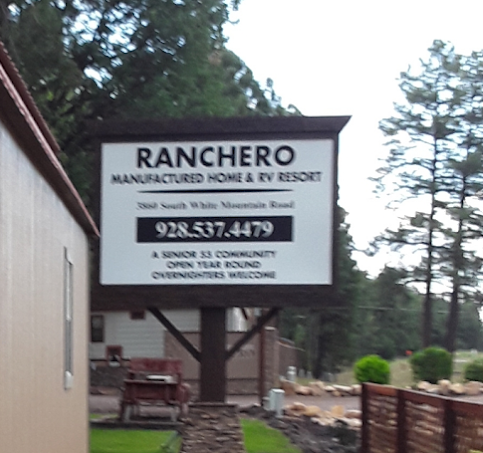 RANCHERO
MANUFACTURED HOME & RV RESORT
3860 South White Mountain Road
928.537.4479
A SENIOR 55 COMMUNITY
OPEN YEAR ROUND
OVERNIGHTERS WELCOME